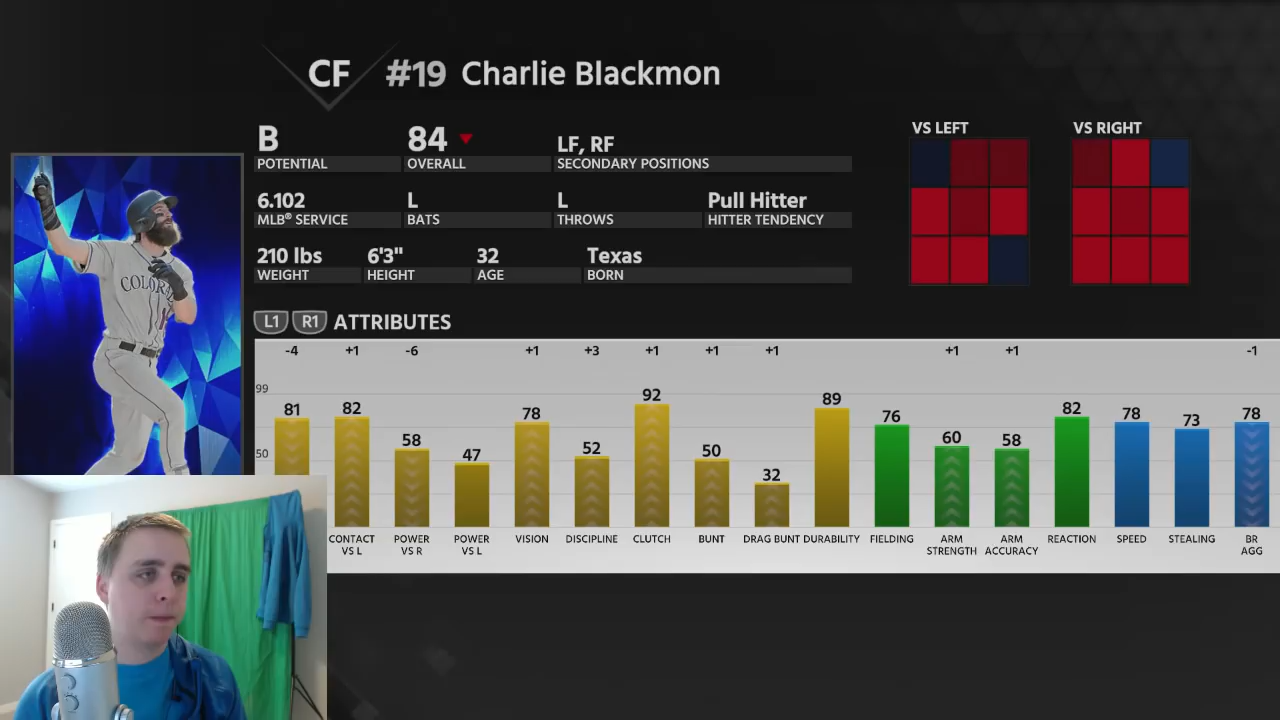 CF #19 Charlie Blackmon
B 84 LF, RF
POTENTIAL OVERALL SECONDARY POSITIONS
6.102 L L Pull Hitter
MLB® SERVICE BATS THROWS HITTER TENDENCY
210 lbs 6'3" 32 Texas
WEIGHT HEIGHT AGE BORN
VS LEFT VS RIGHT
COLOR
L1 R1 ATTRIBUTES
-4 +1 -6 +1 +3 +1 +1 +1 +1 +1 -1
99
50
81 82 58 47 78 52 92 50 32 89 76 60 58 82 78 73 78
CONTACT POWER POWER VISION DISCIPLINE CLUTCH BUNT DRAG BUNT DURABILITY FIELDING ARM ARM REACTION SPEED STEALING BR
VS L VS R VS L STRENGTH ACCURACY AGG